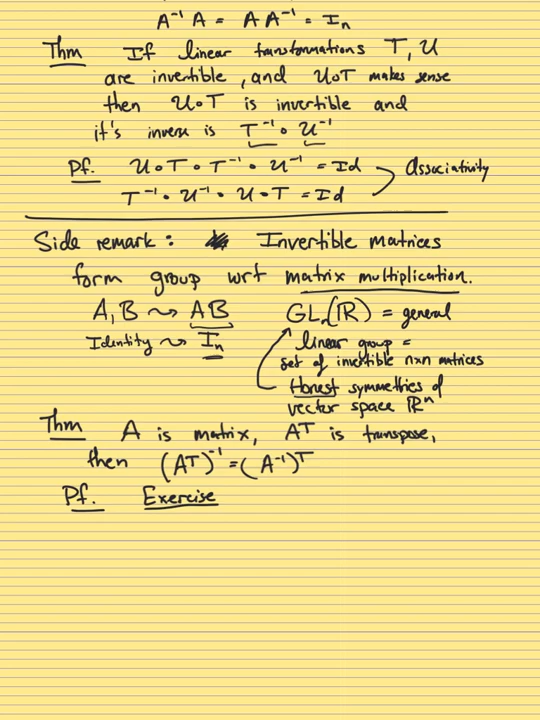 A⁻¹ A = A A⁻¹ = Iₙ
Thm If linear transformations T, U
are invertible, and U∘T makes sense
then U∘T is invertible and
it's inverse is T⁻¹∘U⁻¹
Pf. U∘T∘T⁻¹∘U⁻¹ = Id
Associativity
T⁻¹∘U⁻¹∘U∘T = Id
Side remark: Invertible matrices
form group wrt matrix multiplication.
A, B ⇝ AB
Identity ⇝ Iₙ
GLₙ(ℝ) = general
linear group =
set of invertible n×n matrices
Honest symmetries of
vector space ℝⁿ
Thm A is matrix, AT is transpose,
then (AT)⁻¹ = (A⁻¹)ᵀ
Pf. Exercise